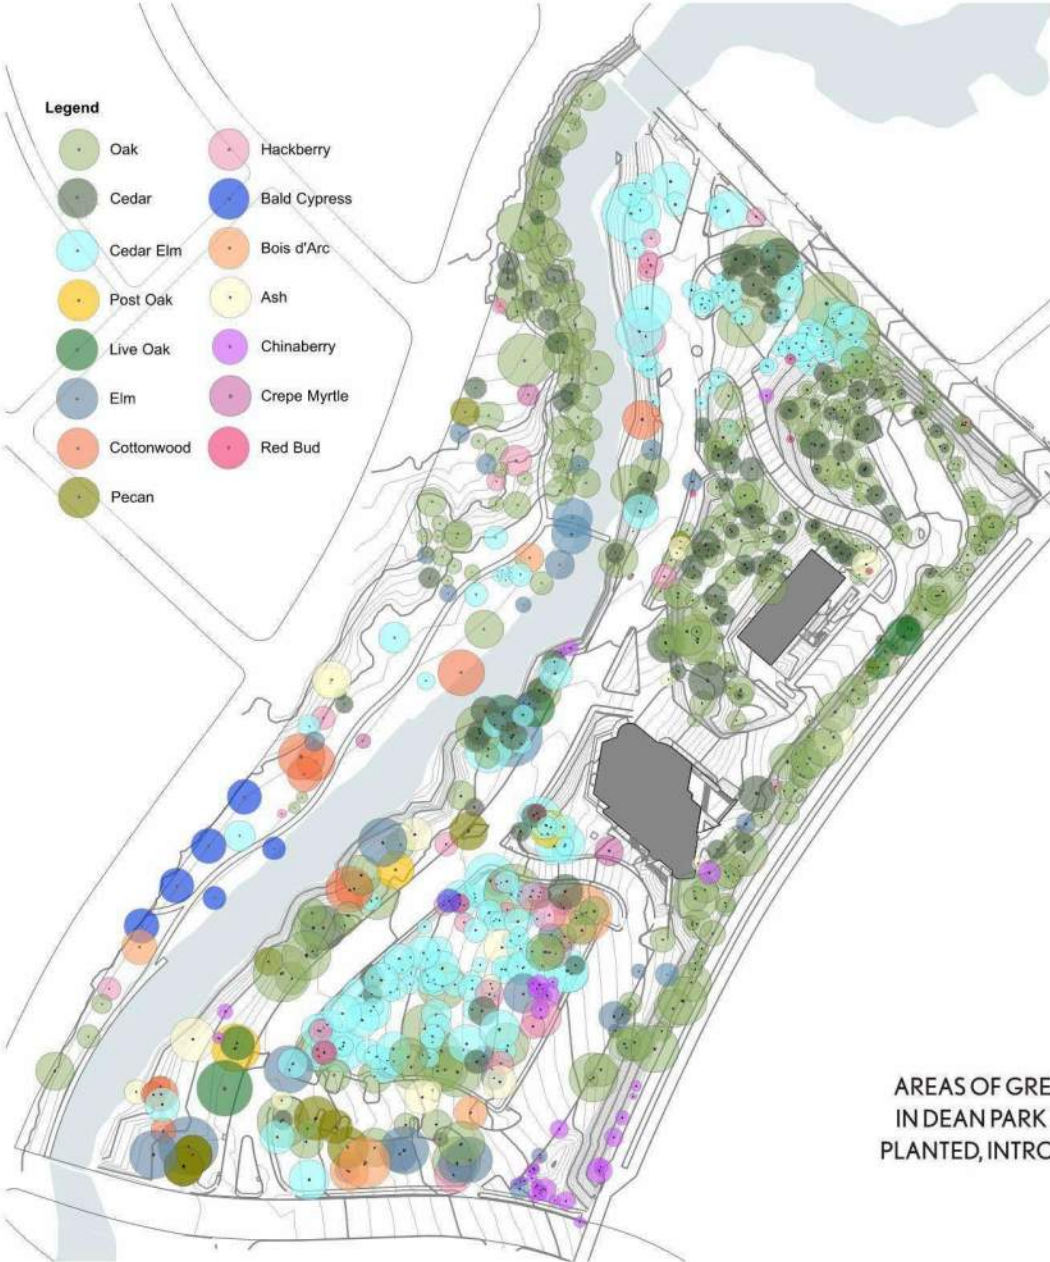 Legend
Oak
Cedar
Cedar Elm
Post Oak
Live Oak
Elm
Cottonwood
Pecan
Hackberry
Bald Cypress
Bois d'Arc
Ash
Chinaberry
Crepe Myrtle
Red Bud
AREAS OF GRE
IN DEAN PARK
PLANTED, INTRO